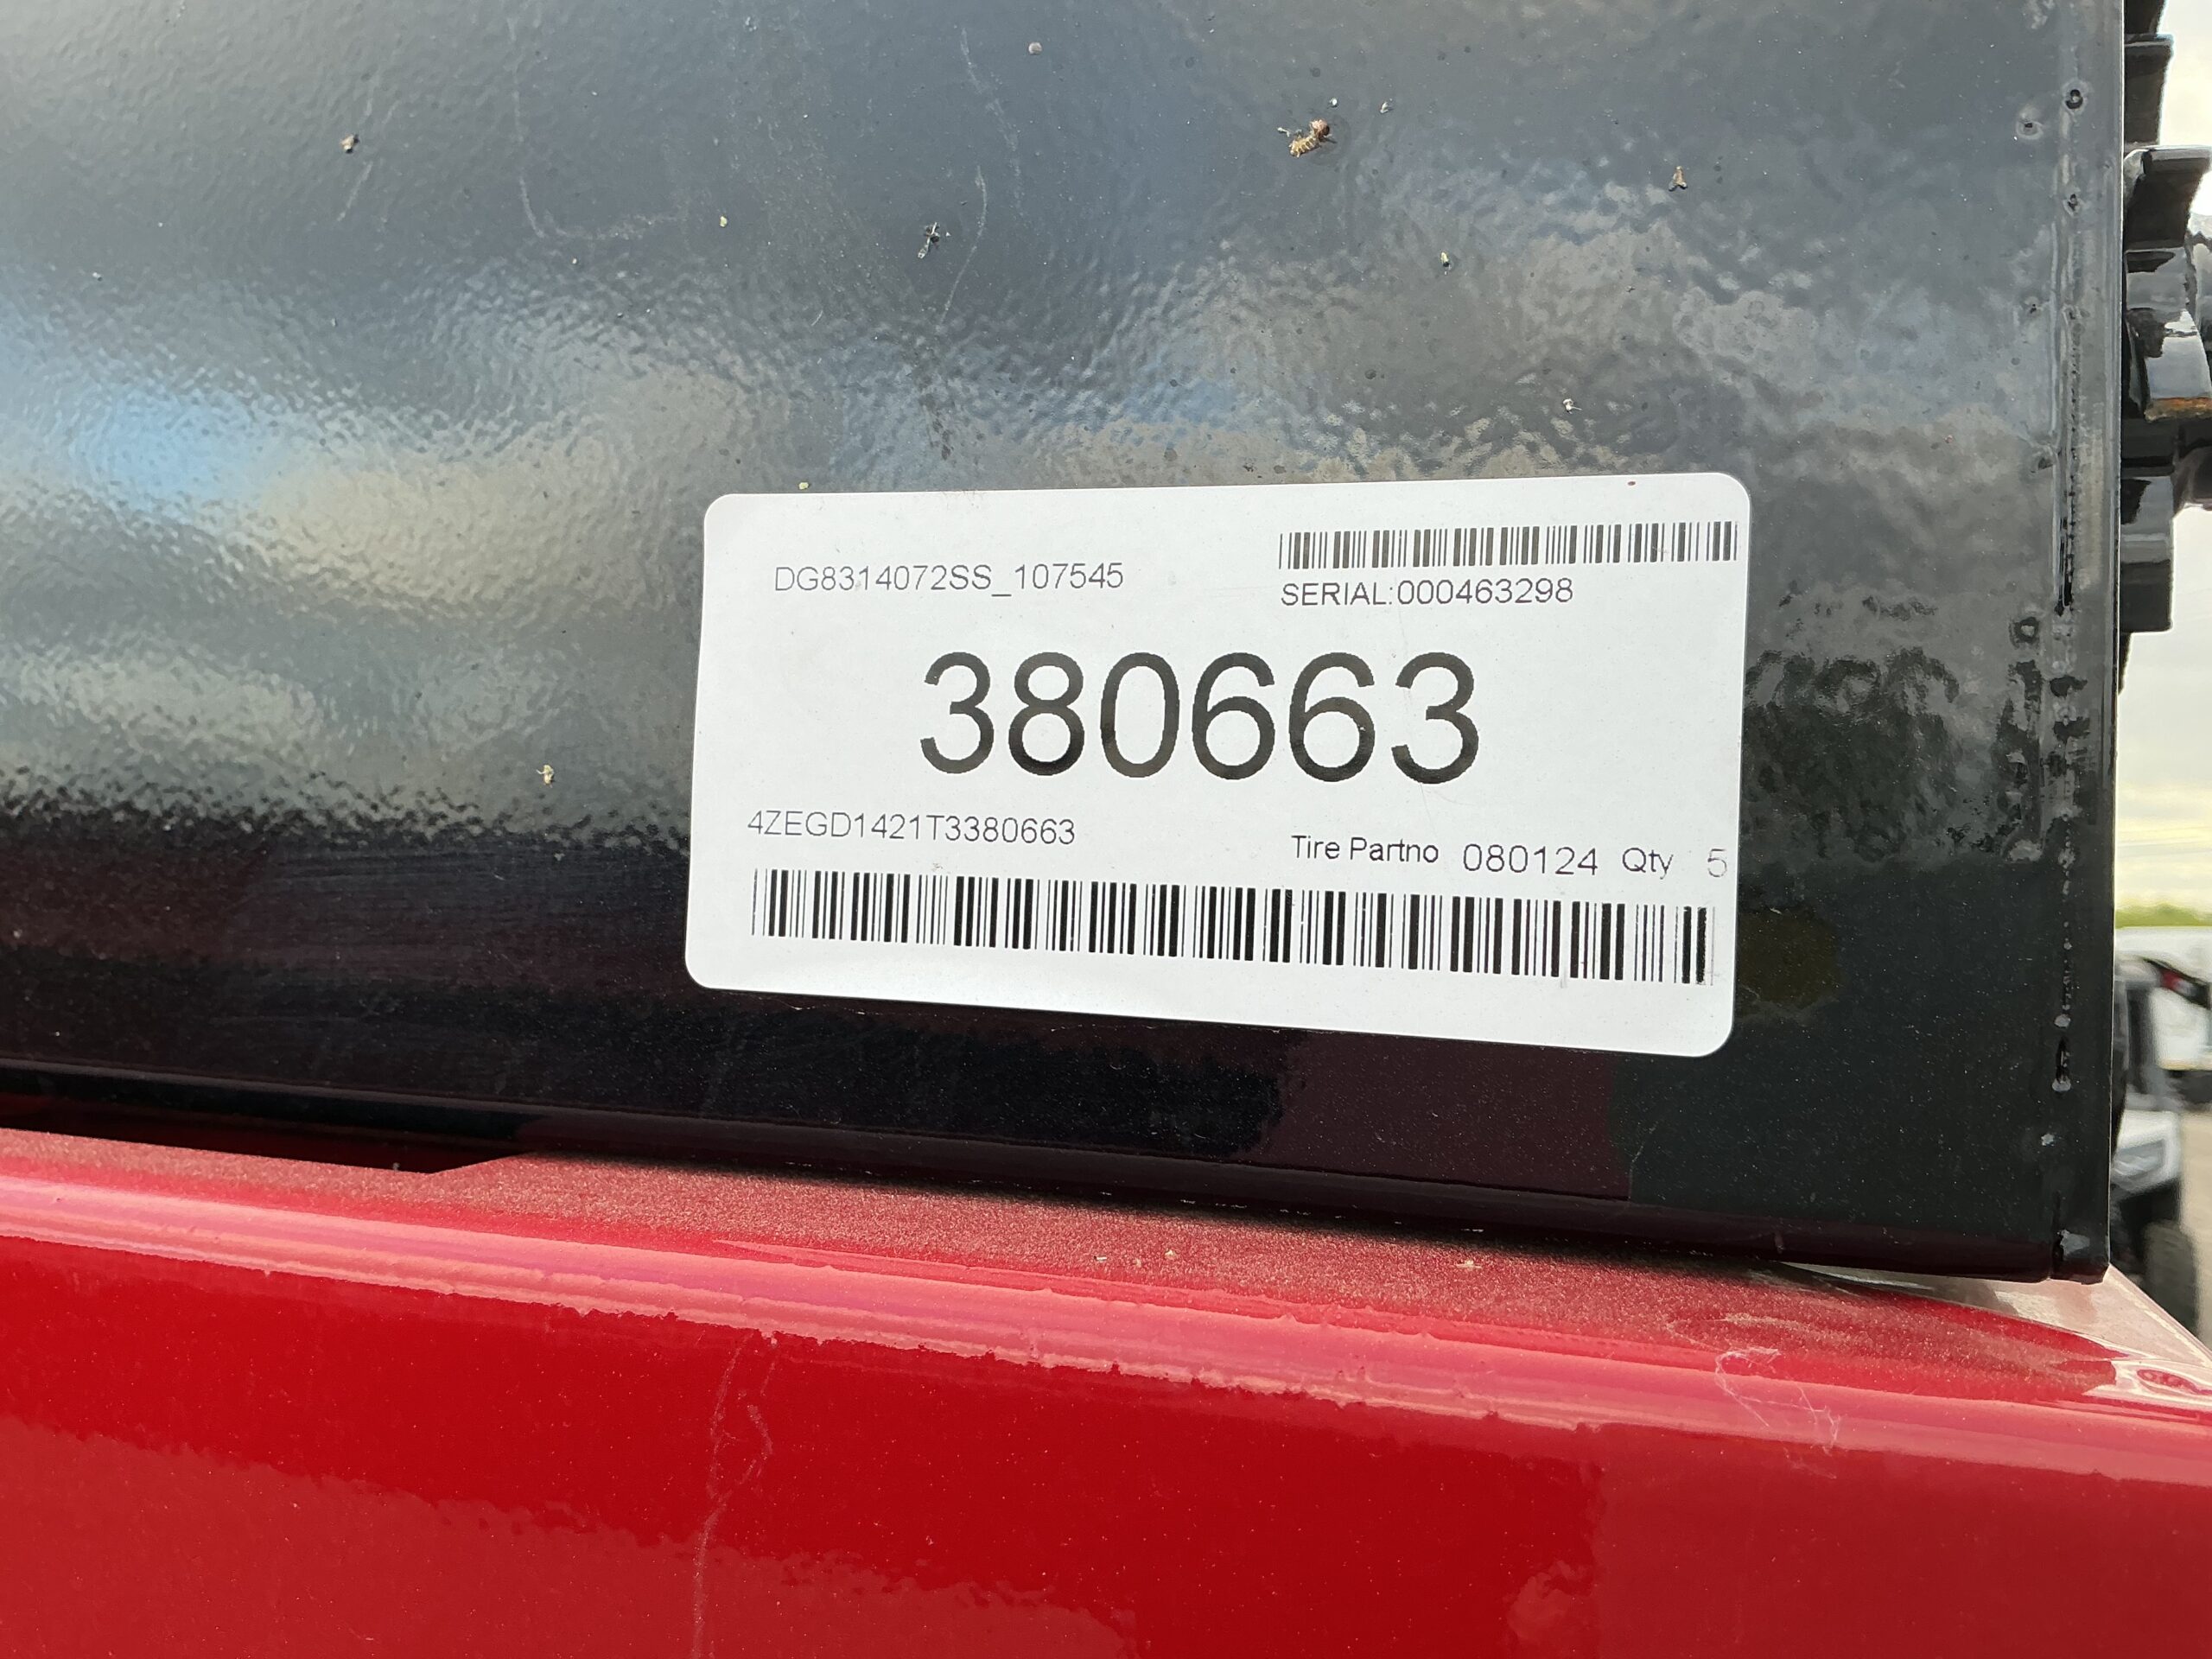 DG8314072SS_107545
SERIAL:000463298
380663
4ZEGD1421T3380663
Tire Partno 080124 Qty 5